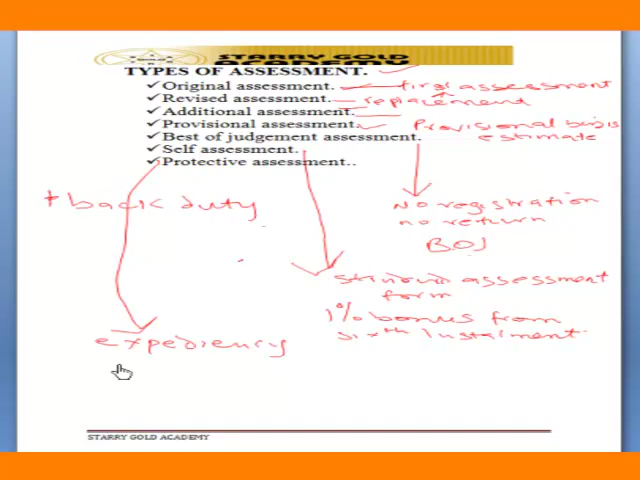 STARRY GOLD
ACADEMY
TYPES OF ASSESSMENT.
✓ Original assessment. first assessment
✓ Revised assessment. replacement
✓ Additional assessment.
✓ Provisional assessment. Provisional basis
✓ Best of judgement assessment. estimate
✓ Self assessment.
✓ Protective assessment..
+ back duty
No registration
no return
BOJ
assessment
form
1% bonus from
sixth instalment
expediency
STARRY GOLD ACADEMY